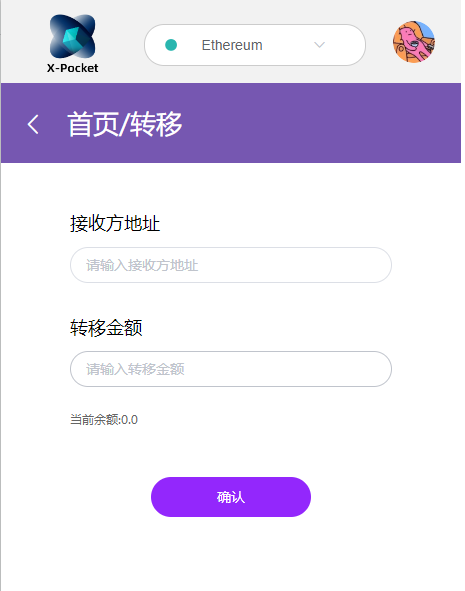 X-Pocket
Ethereum
首页/转移
接收方地址
请输入接收方地址
转移金额
请输入转移金额
当前余额:0.0
确认